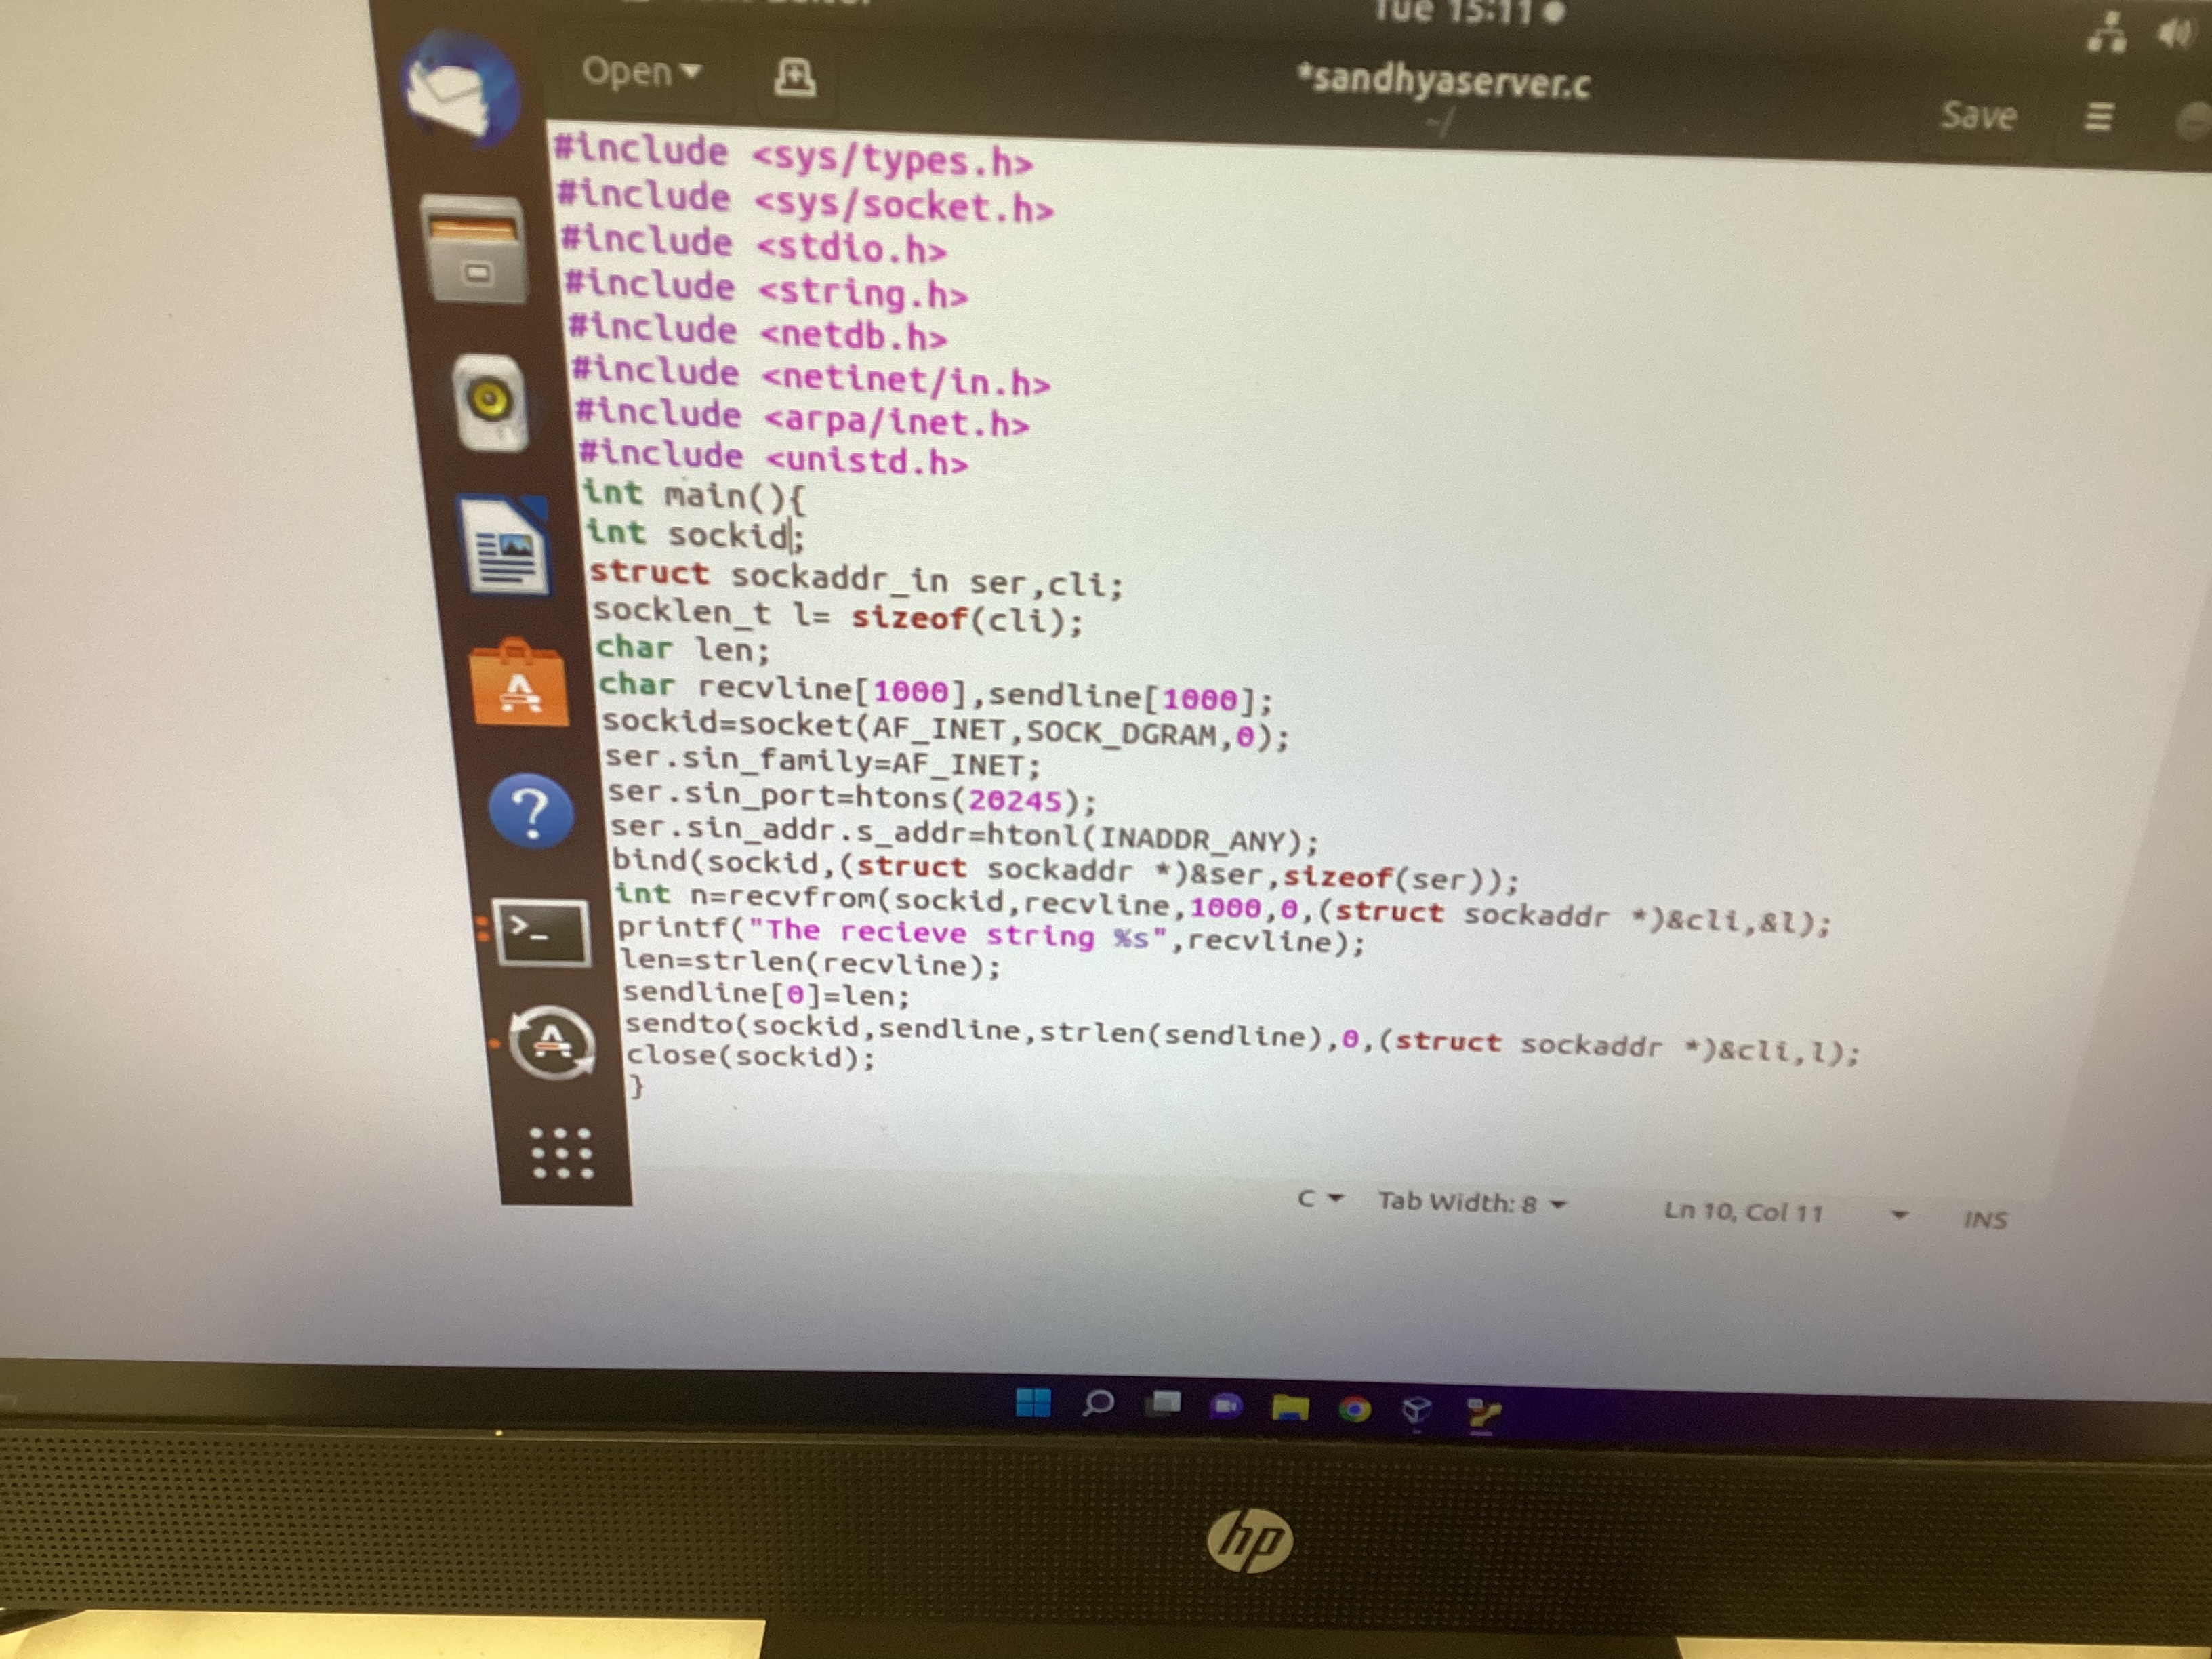 Tue 15:11
Open
*sandhyaserver.c
~/
Save
#include <sys/types.h>
#include <sys/socket.h>
#include <stdio.h>
#include <string.h>
#include <netdb.h>
#include <netinet/in.h>
#include <arpa/inet.h>
#include <unistd.h>
int main(){
int sockid;
struct sockaddr_in ser,cli;
socklen_t l= sizeof(cli);
char len;
char recvline[1000],sendline[1000];
sockid=socket(AF_INET,SOCK_DGRAM,0);
ser.sin_family=AF_INET;
ser.sin_port=htons(20245);
ser.sin_addr.s_addr=htonl(INADDR_ANY);
bind(sockid,(struct sockaddr *)&ser,sizeof(ser));
int n=recvfrom(sockid,recvline,1000,0,(struct sockaddr *)&cli,&l);
printf("The recieve string %s",recvline);
len=strlen(recvline);
sendline[0]=len;
sendto(sockid,sendline,strlen(sendline),0,(struct sockaddr *)&cli,l);
close(sockid);
}
C Tab Width: 8 Ln 10, Col 11 INS
hp